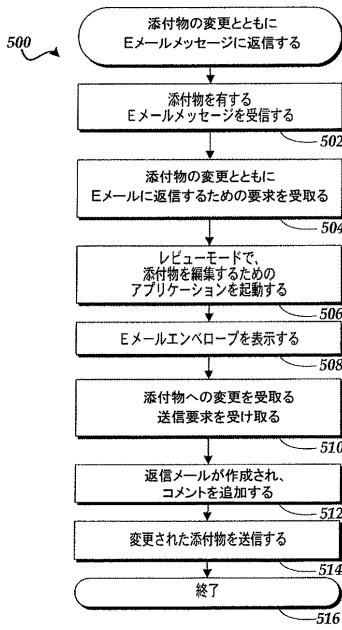 500
添付物の変更とともに
Eメールメッセージに返信する
添付物を有する
Eメールメッセージを受信する
502
添付物の変更とともに
Eメールに返信するための要求を受取る
504
レビューモードで、
添付物を編集するための
アプリケーションを起動する
506
Eメールエンベロープを表示する
508
添付物への変更を受取る
送信要求を受け取る
510
返信メールが作成され、
コメントを追加する
512
変更された添付物を送信する
514
終了
516